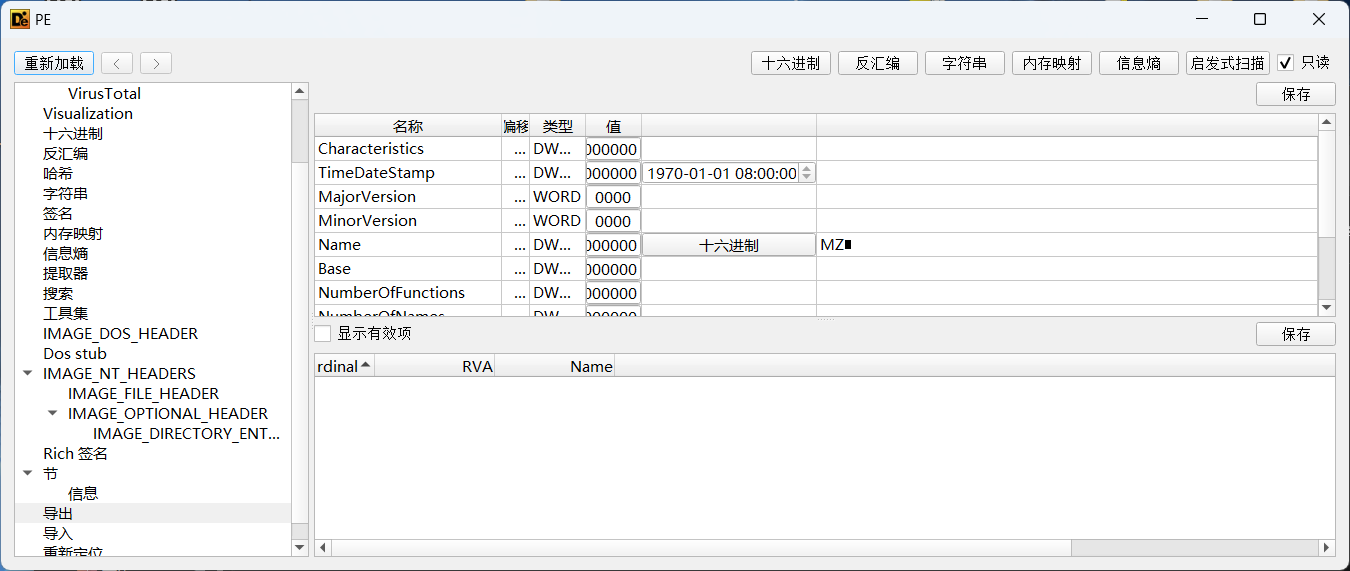 PE
重新加载 < > 十六进制 反汇编 字符串 内存映射 信息熵 启发式扫描 只读
VirusTotal
Visualization
十六进制
反汇编
哈希
字符串
签名
内存映射
信息熵
提取器
搜索
工具集
IMAGE_DOS_HEADER
Dos stub
IMAGE_NT_HEADERS
IMAGE_FILE_HEADER
IMAGE_OPTIONAL_HEADER
IMAGE_DIRECTORY_ENT...
Rich 签名
节
信息
导出
导入
重新定位
保存
名称 偏移 类型 值
Characteristics ... DW... 000000
TimeDateStamp ... DW... 000000 1970-01-01 08:00:00
MajorVersion ... WORD 0000
MinorVersion ... WORD 0000
Name ... DW... 000000 十六进制 MZ
Base ... DW... 000000
NumberOfFunctions ... DW... 000000
NumberOfNames ... DW... 000000
显示有效项 保存
rdinal RVA Name